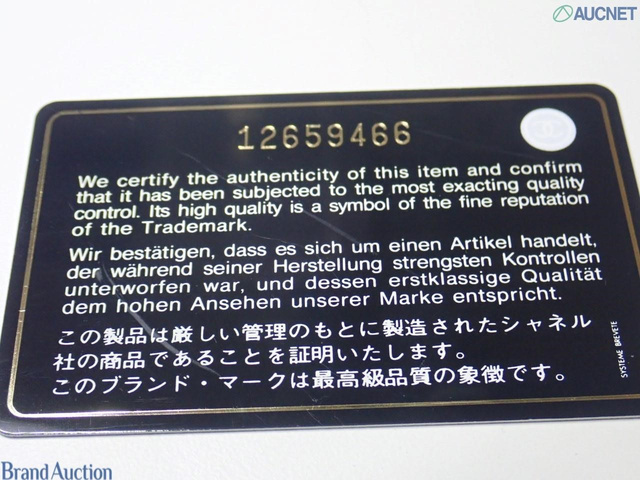 AUCNET
12659466
We certify the authenticity of this item and confirm
that it has been subjected to the most exacting quality
control. Its high quality is a symbol of the fine reputation
of the Trademark.
Wir bestätigen, dass es sich um einen Artikel handelt,
der während seiner Herstellung strengsten Kontrollen
unterworfen war, und dessen erstklassige Qualität
dem hohen Ansehen unserer Marke entspricht.
この製品は厳しい管理のもとに製造されたシャネル
社の商品であることを証明いたします。
このブランド・マークは最高級品質の象徴です。
SYSTEME BREVETE
Brand Auction